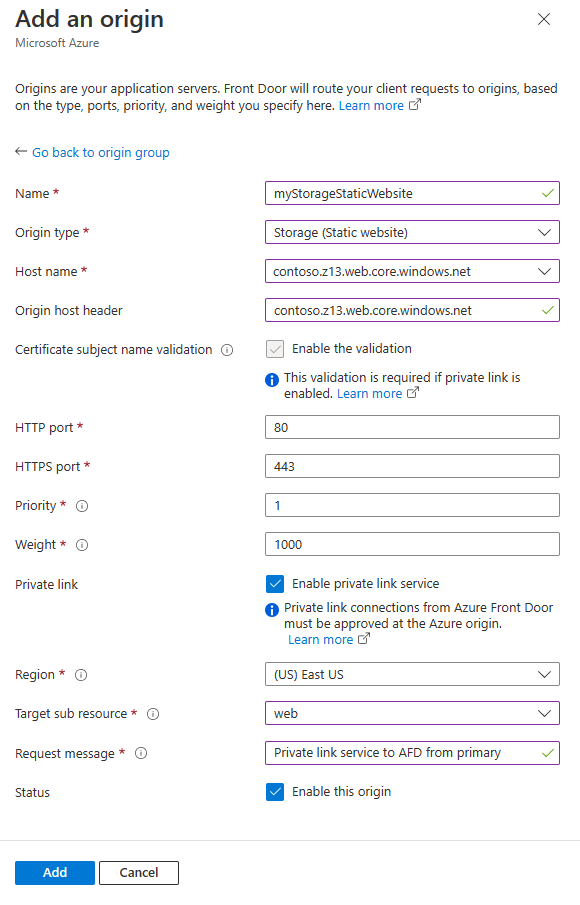 Add an origin
Microsoft Azure
Origins are your application servers. Front Door will route your client requests to origins, based
on the type, ports, priority, and weight you specify here. Learn more
Go back to origin group
Name *
myStorageStaticWebsite
Origin type *
Storage (Static website)
Host name *
contoso.z13.web.core.windows.net
Origin host header
contoso.z13.web.core.windows.net
Certificate subject name validation
Enable the validation
This validation is required if private link is
enabled. Learn more
HTTP port *
80
HTTPS port *
443
Priority *
1
Weight *
1000
Private link
Enable private link service
Private link connections from Azure Front Door
must be approved at the Azure origin.
Learn more
Region *
(US) East US
Target sub resource *
web
Request message *
Private link service to AFD from primary
Status
Enable this origin
Add
Cancel